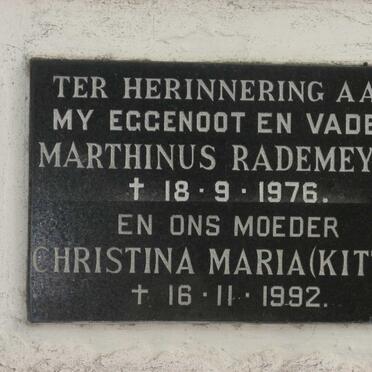 TER HERINNERING AA
MY EGGENOOT EN VADE
MARTHINUS RADEMEY
† 18 · 9 · 1976.
EN ONS MOEDER
CHRISTINA MARIA (KIT
† 16 · 11 · 1992.